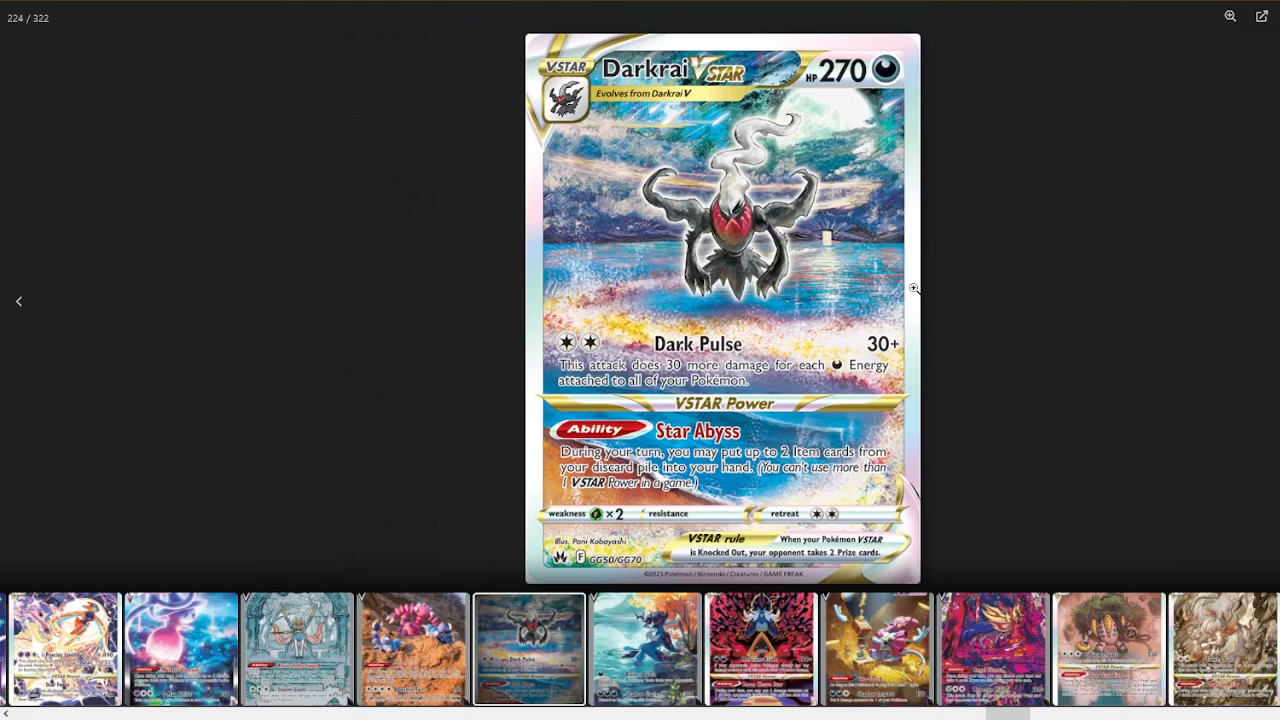 224 / 322
VSTAR
Darkrai VSTAR
HP 270
Evolves from Darkrai V
Dark Pulse 30+
This attack does 30 more damage for each Energy
attached to all of your Pokémon.
VSTAR Power
Ability Star Abyss
During your turn, you may put up to 2 Item cards from
your discard pile into your hand. (You can't use more than
1 VSTAR Power in a game.)
weakness ×2 resistance retreat
Illus. Pani Kobayashi
VSTAR rule When your Pokémon VSTAR
is Knocked Out, your opponent takes 2 Prize cards.
F GG50/GG70
©2023 Pokémon / Nintendo / Creatures / GAME FREAK